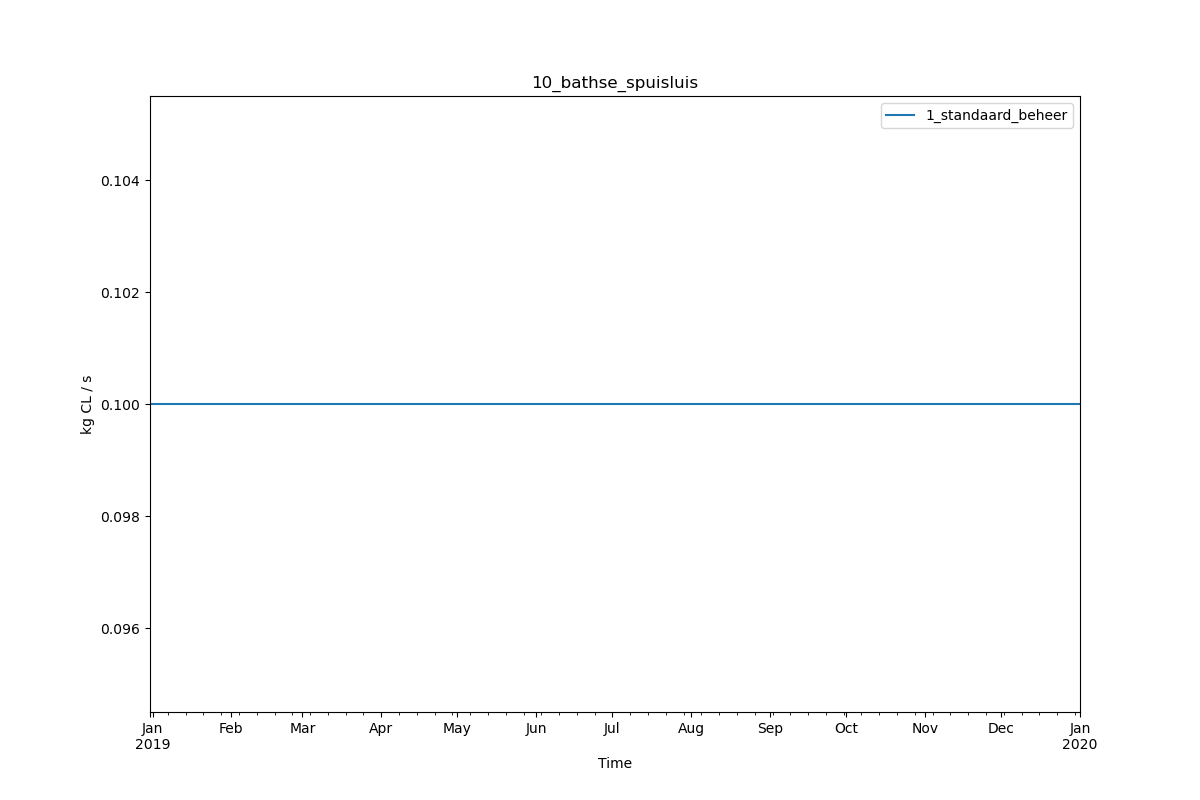 10_bathse_spuisluis
1_standaard_beheer
0.104
0.102
0.100
0.098
0.096
kg CL / s
Jan Feb Mar Apr May Jun Jul Aug Sep Oct Nov Dec Jan
2019 2020
Time